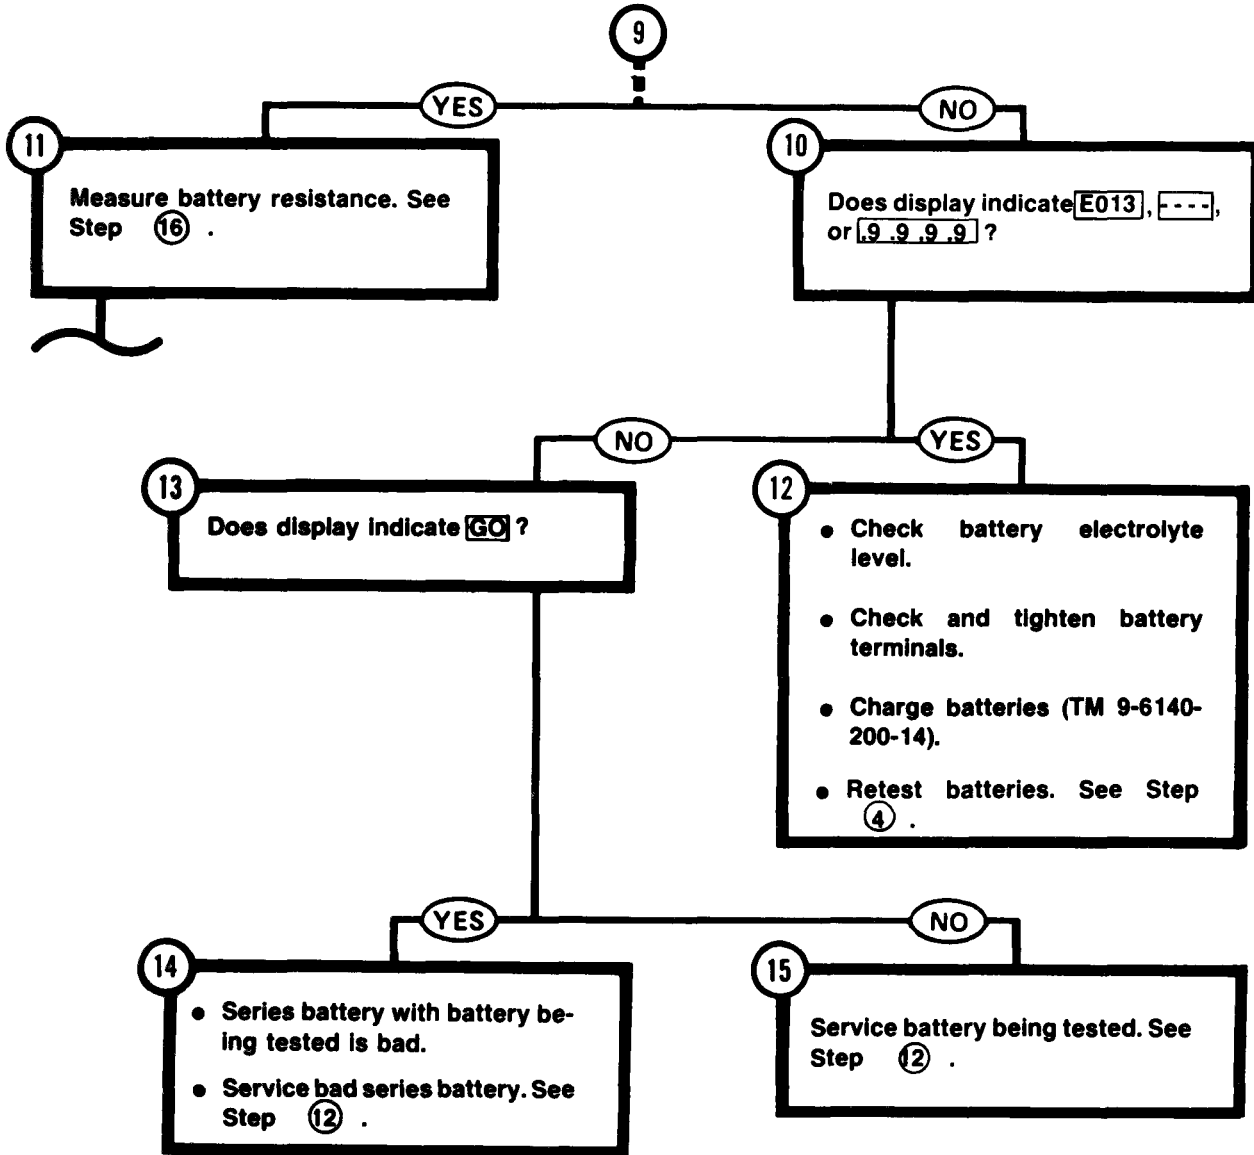 9
YES
NO
11
Measure battery resistance. See
Step 16 .
10
Does display indicate E013 , ---- ,
or .9 .9 .9 .9 ?
NO
YES
13
Does display indicate GO ?
12
• Check battery electrolyte
level.
• Check and tighten battery
terminals.
• Charge batteries (TM 9-6140-
200-14).
• Retest batteries. See Step
4 .
YES
NO
14
• Series battery with battery be-
ing tested is bad.
• Service bad series battery. See
Step 12 .
15
Service battery being tested. See
Step 12 .